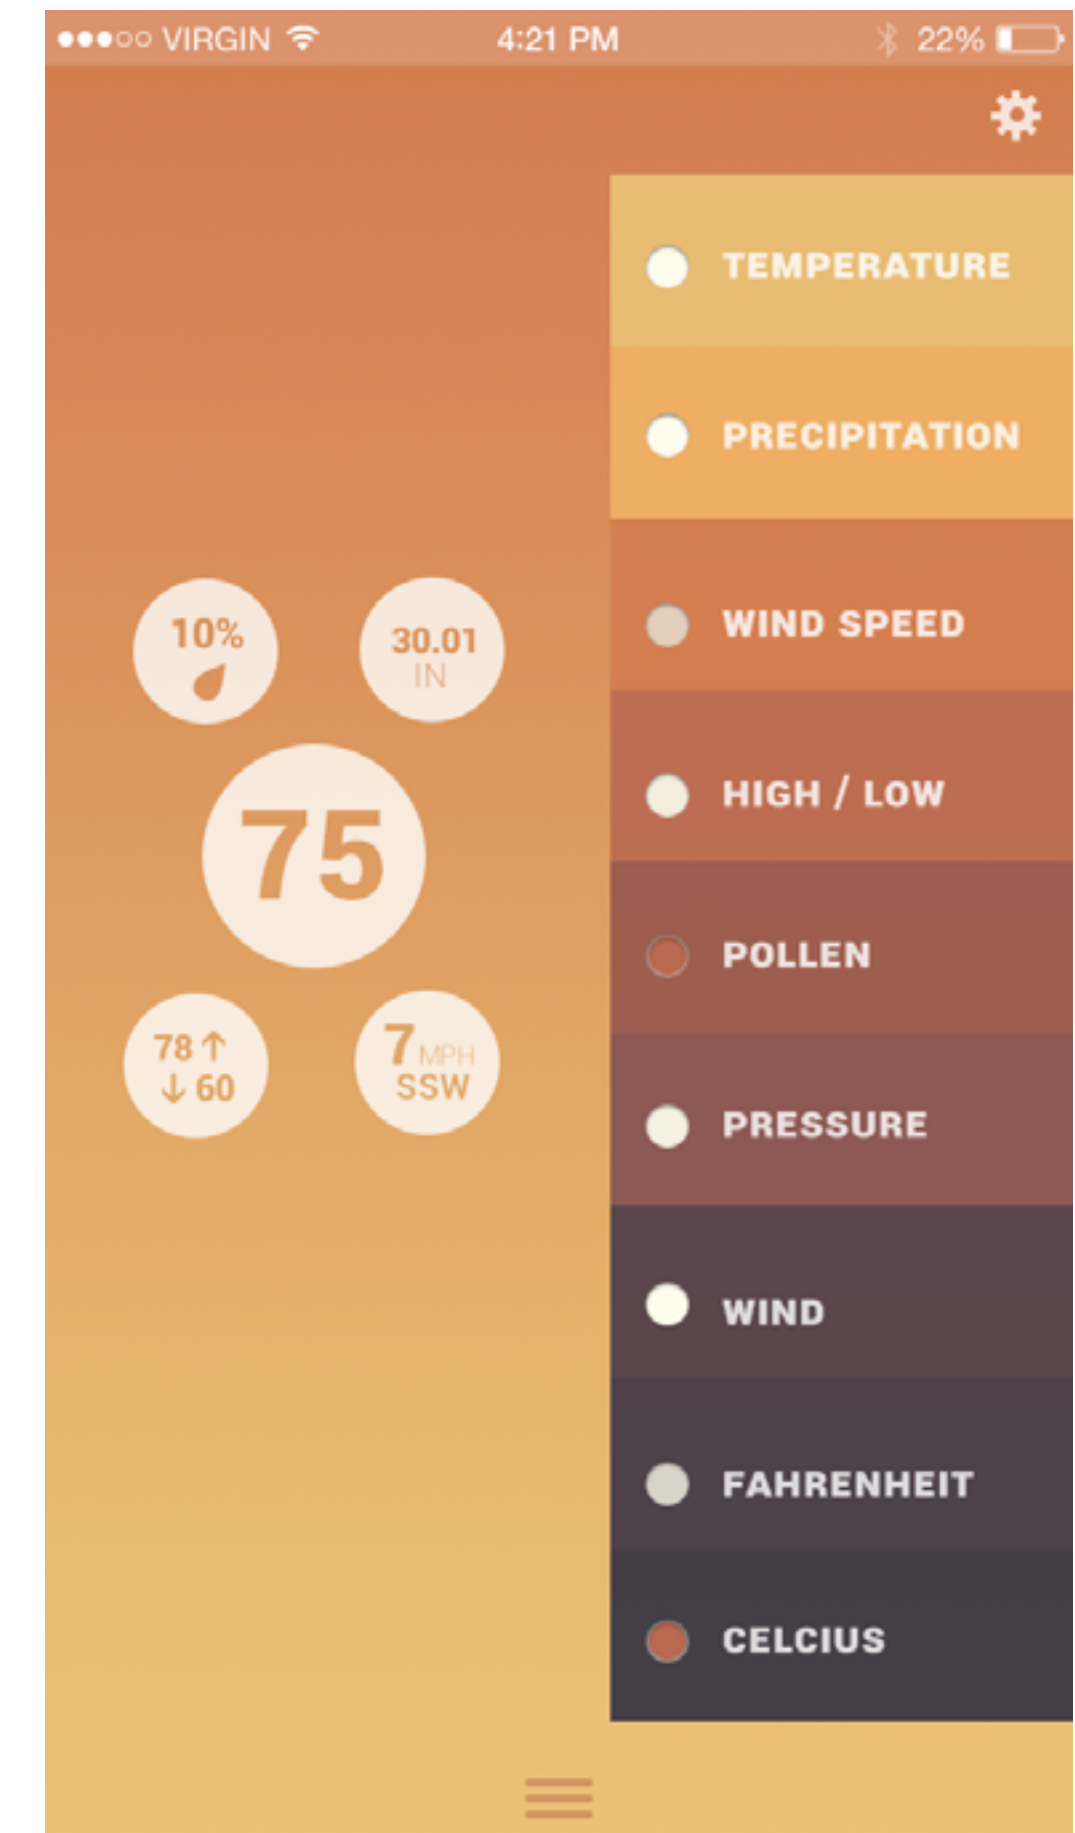 VIRGIN 4:21 PM 22%
10%
30.01
IN
75
78↑
↓60
7 MPH
SSW
TEMPERATURE
PRECIPITATION
WIND SPEED
HIGH / LOW
POLLEN
PRESSURE
WIND
FAHRENHEIT
CELCIUS